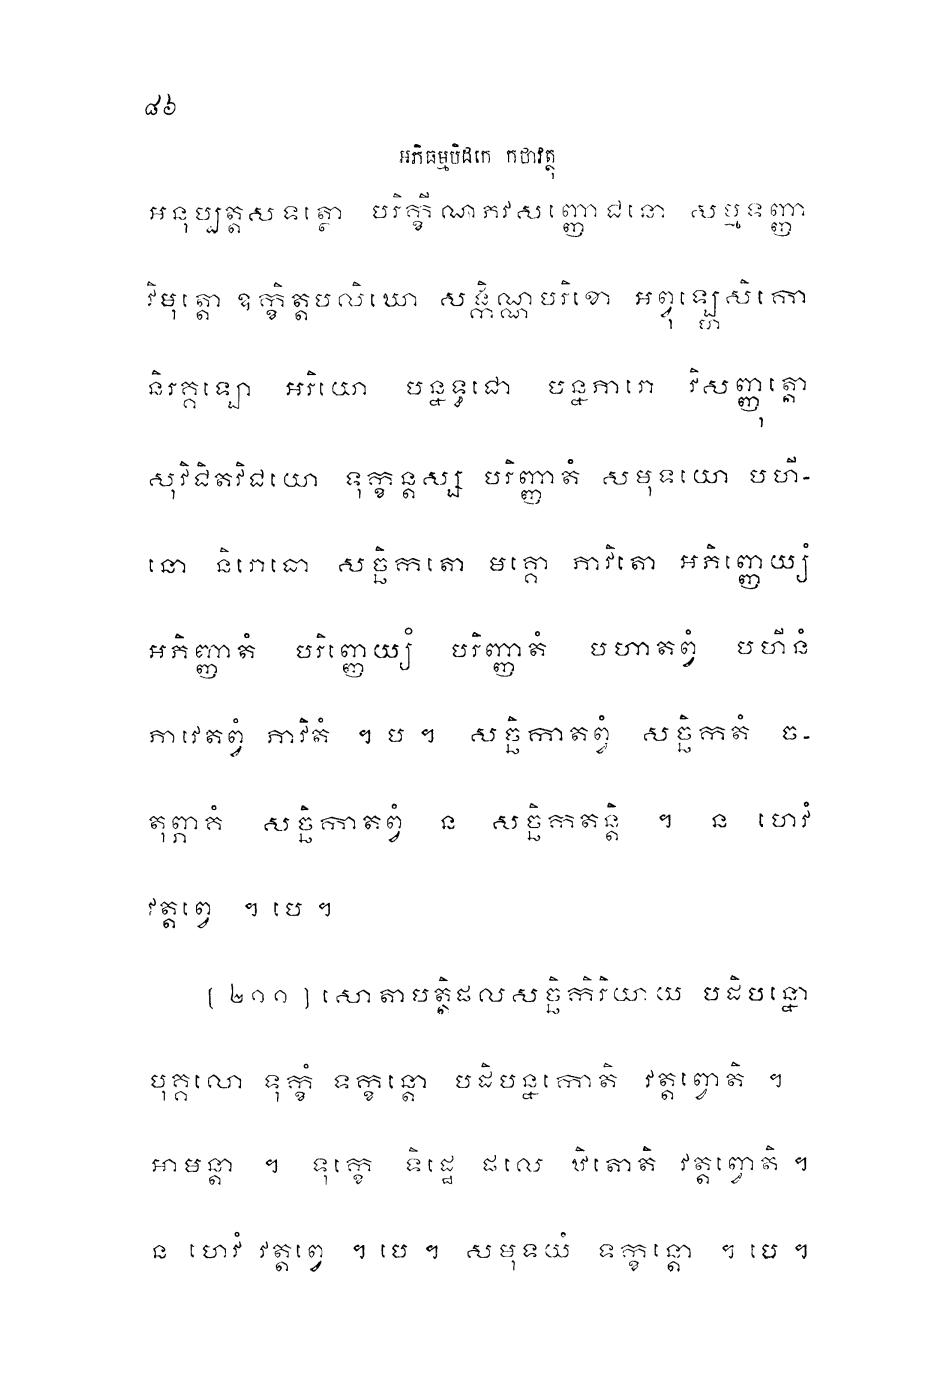 ៨៦
អភិធម្មបិដកេ កថាវត្ថុ
អនុប្បត្តសទត្ថោ បរិក្ខីណាភវសញ្ញោជនោ សម្មទញ្ញា
វិមុត្តោ ឧក្ខិត្តបលិឃោ សង្កិណ្ណបរិខោ អព្វុឡ្ហេសិកោ
និរគ្គឡោ អរិយោ បន្នទ្ធជោ បន្នភារោ វិសញ្ញុត្តោ
សុវិជិតវិជយោ ទុក្ខន្តស្ស បរិញ្ញាតំ សមុទយោ បហី-
នោ និរោធោ សច្ឆិកតោ មគ្គោ ភាវិតោ អភិញ្ញេយ្យំ
អភិញ្ញាតំ បរិញ្ញេយ្យំ បរិញ្ញាតំ បហាតព្វំ បហីនំ
ភាវេតព្វំ ភាវិតំ ។ ប ។ សច្ឆិកាតព្វំ សច្ឆិកតំ ច-
តុព្ភាគំ សច្ឆិកាតព្វំ ន សច្ឆិកតន្តិ ។ ន ហេវំ
វត្តព្វេ ។ បេ ។
[ ២១១ ] សោតាបត្តិផលសច្ឆិកិរិយាយ បដិបន្នោ
បុគ្គលោ ទុក្ខំ ទក្ខន្តោ បដិបន្នកោតិ វត្តព្វោតិ ។
អាមន្តា ។ ទុក្ខេ ទិដ្ឋេ ផលេ ឋិតោតិ វត្តព្វោតិ ។
ន ហេវំ វត្តព្វេ ។ បេ ។ សមុទយំ ទក្ខន្តោ ។ បេ ។